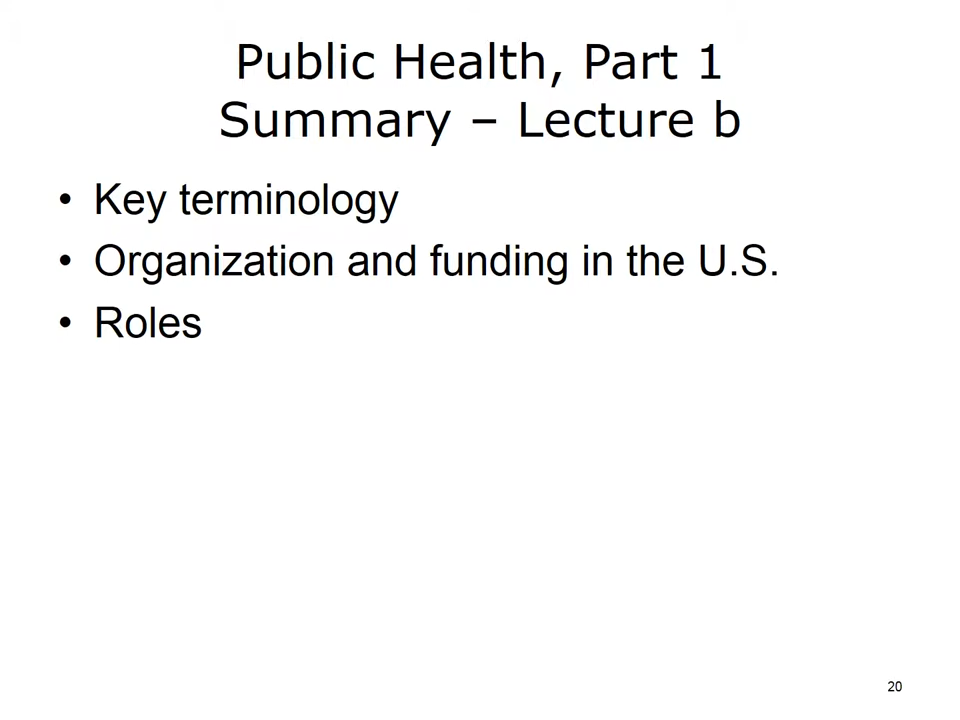 Public Health, Part 1
Summary – Lecture b
• Key terminology
• Organization and funding in the U.S.
• Roles
20